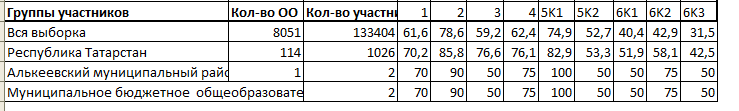 Группы участников Кол-во ОО Кол-во участни 1 2 3 4 5K1 5K2 6K1 6K2 6K3
Вся выборка 8051 133404 61,6 78,6 59,2 62,4 74,9 52,7 40,4 42,9 31,5
Республика Татарстан 114 1026 70,2 85,8 76,6 76,1 82,9 53,3 51,9 58,1 42,5
Алькеевский муниципальный райо 1 2 70 90 50 75 100 50 50 75 50
Муниципальное бюджетное общеобразовате 2 70 90 50 75 100 50 50 75 50